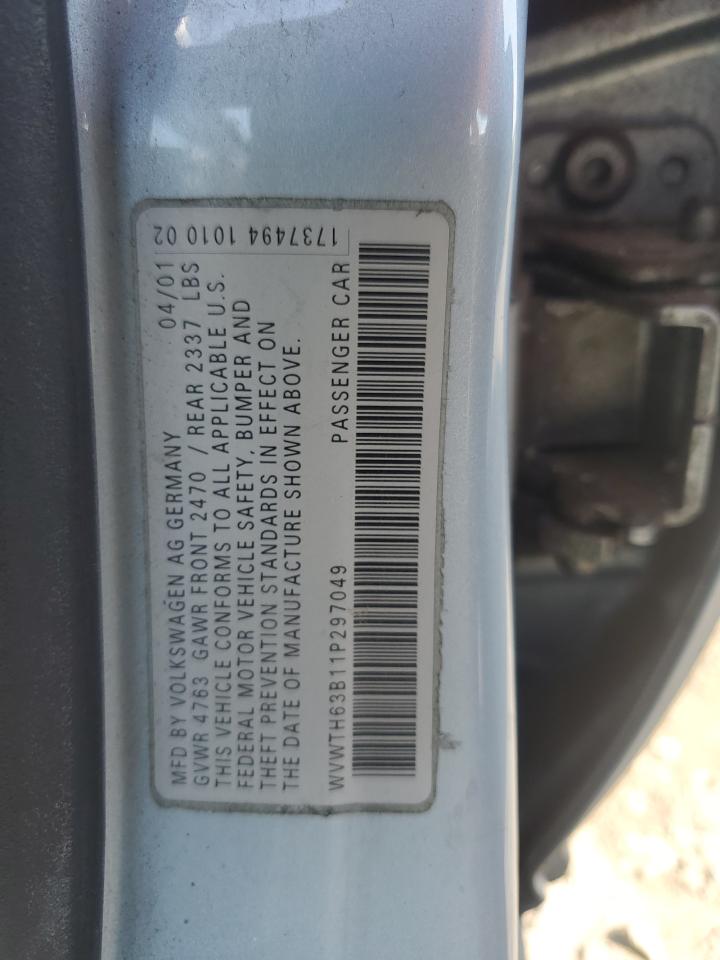 MFD BY VOLKSWAGEN AG GERMANY 04/01
GVWR 4763 GAWR FRONT 2470 / REAR 2337 LBS
THIS VEHICLE CONFORMS TO ALL APPLICABLE U.S.
FEDERAL MOTOR VEHICLE SAFETY, BUMPER AND
THEFT PREVENTION STANDARDS IN EFFECT ON
THE DATE OF MANUFACTURE SHOWN ABOVE.
WVWTH63B11P297049 PASSENGER CAR
1737494 1010 02